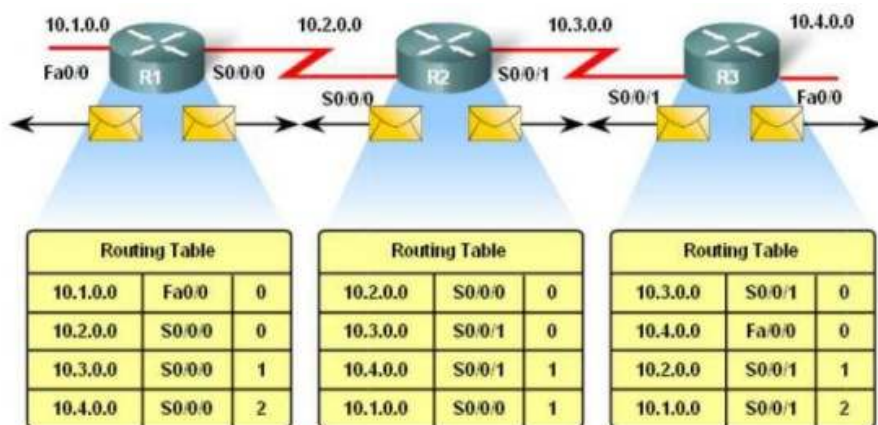 10.1.0.0 10.2.0.0 10.3.0.0 10.4.0.0
Fa0/0 R1 S0/0/0 S0/0/0 R2 S0/0/1 S0/0/1 R3 Fa0/0
Routing Table
10.1.0.0 Fa0/0 0
10.2.0.0 S0/0/0 0
10.3.0.0 S0/0/0 1
10.4.0.0 S0/0/0 2
Routing Table
10.2.0.0 S0/0/0 0
10.3.0.0 S0/0/1 0
10.4.0.0 S0/0/1 1
10.1.0.0 S0/0/0 1
Routing Table
10.3.0.0 S0/0/1 0
10.4.0.0 Fa/0/0 0
10.2.0.0 S0/0/1 1
10.1.0.0 S0/0/1 2